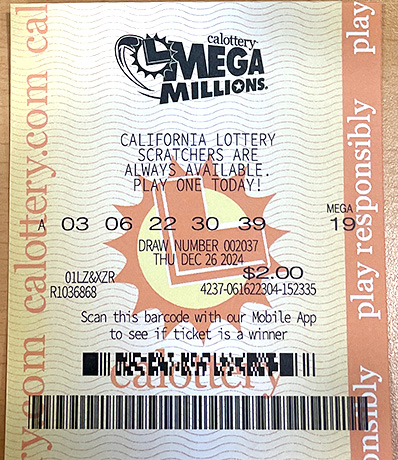 calottery
MEGA
MILLIONS.
CALIFORNIA LOTTERY
SCRATCHERS ARE
ALWAYS AVAILABLE.
PLAY ONE TODAY!
MEGA
A 03 06 22 30 39 19
DRAW NUMBER 002037
THU DEC 26 2024
$2.00
01LZ&XZR
R1036868 4237-061622304-152335
Scan this barcode with our Mobile App
to see if ticket is a winner
calottery
calottery.com
play responsibly
play